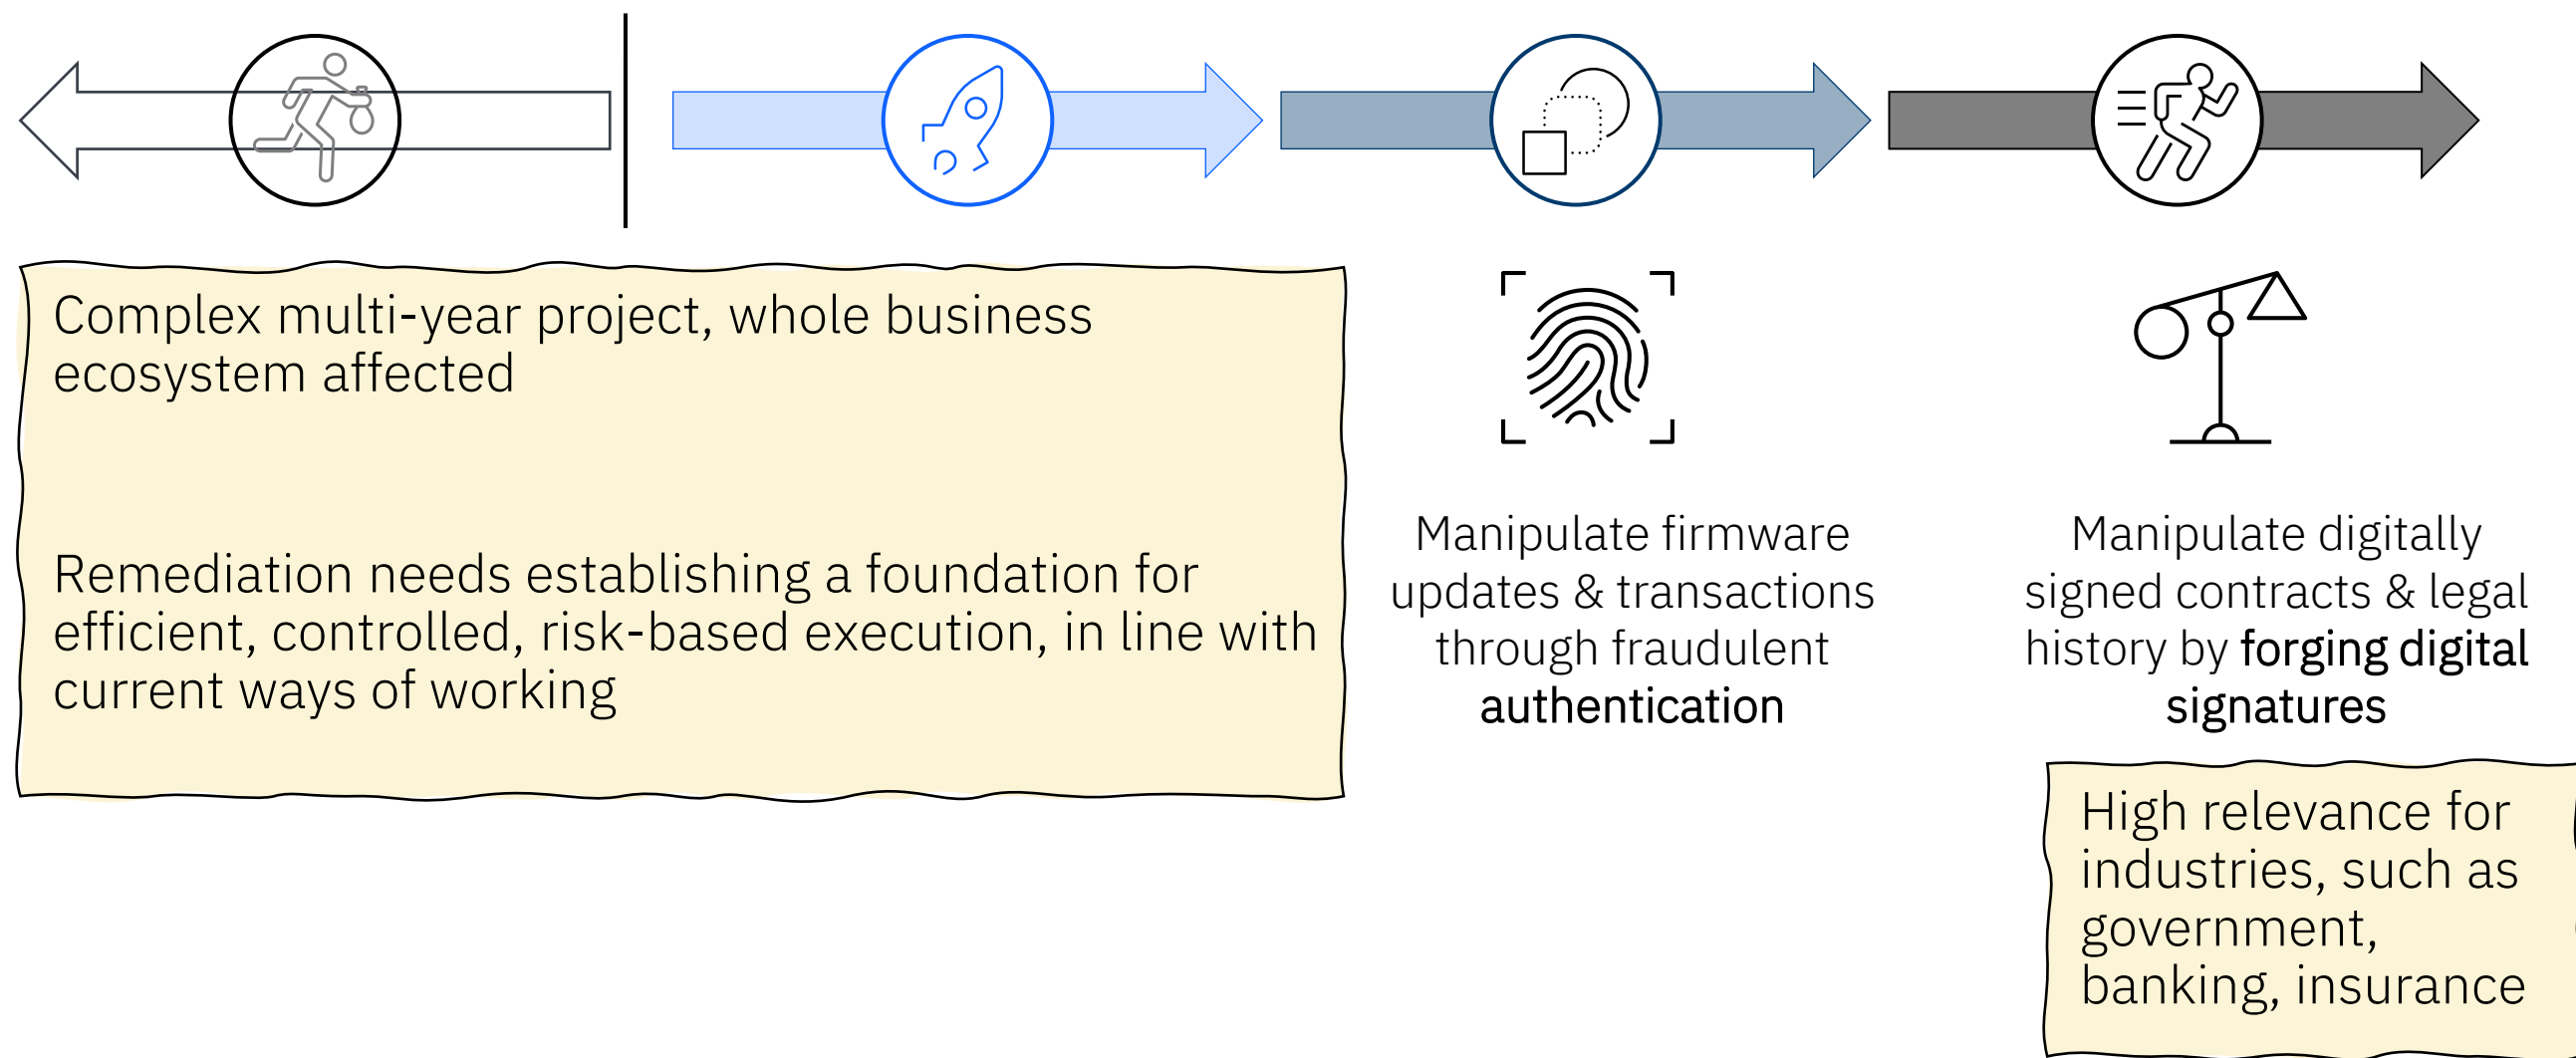 Complex multi-year project, whole business
ecosystem affected
Remediation needs establishing a foundation for
efficient, controlled, risk-based execution, in line with
current ways of working
Manipulate firmware
updates & transactions
through fraudulent
authentication
Manipulate digitally
signed contracts & legal
history by forging digital
signatures
High relevance for
industries, such as
government,
banking, insurance